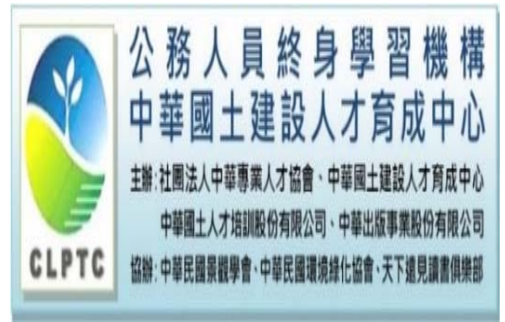 公務人員終身學習機構
中華國土建設人才育成中心
主辦:社團法人中華專業人才協會、中華國土建設人才育成中心
中華國土人才培訓股份有限公司、中華出版事業股份有限公司
協辦:中華民國景觀學會、中華民國環境綠化協會、天下遠見讀書俱樂部
CLPTC